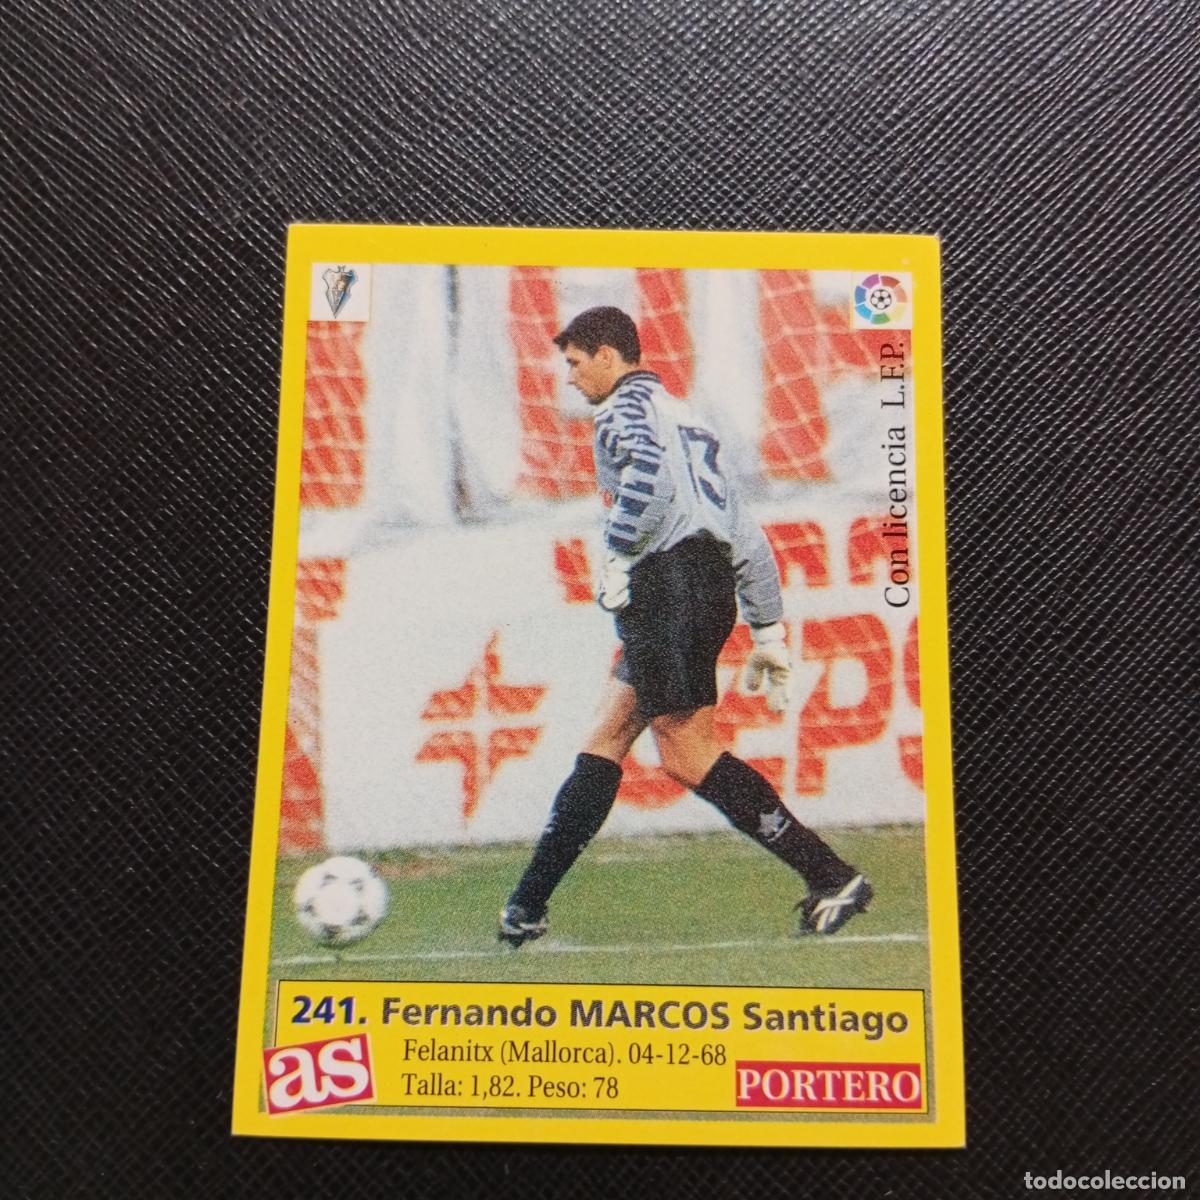 Con licencia L.F.P.
241. Fernando MARCOS Santiago
as
Felanitx (Mallorca). 04-12-68
Talla: 1,82. Peso: 78
PORTERO
todocoleccion